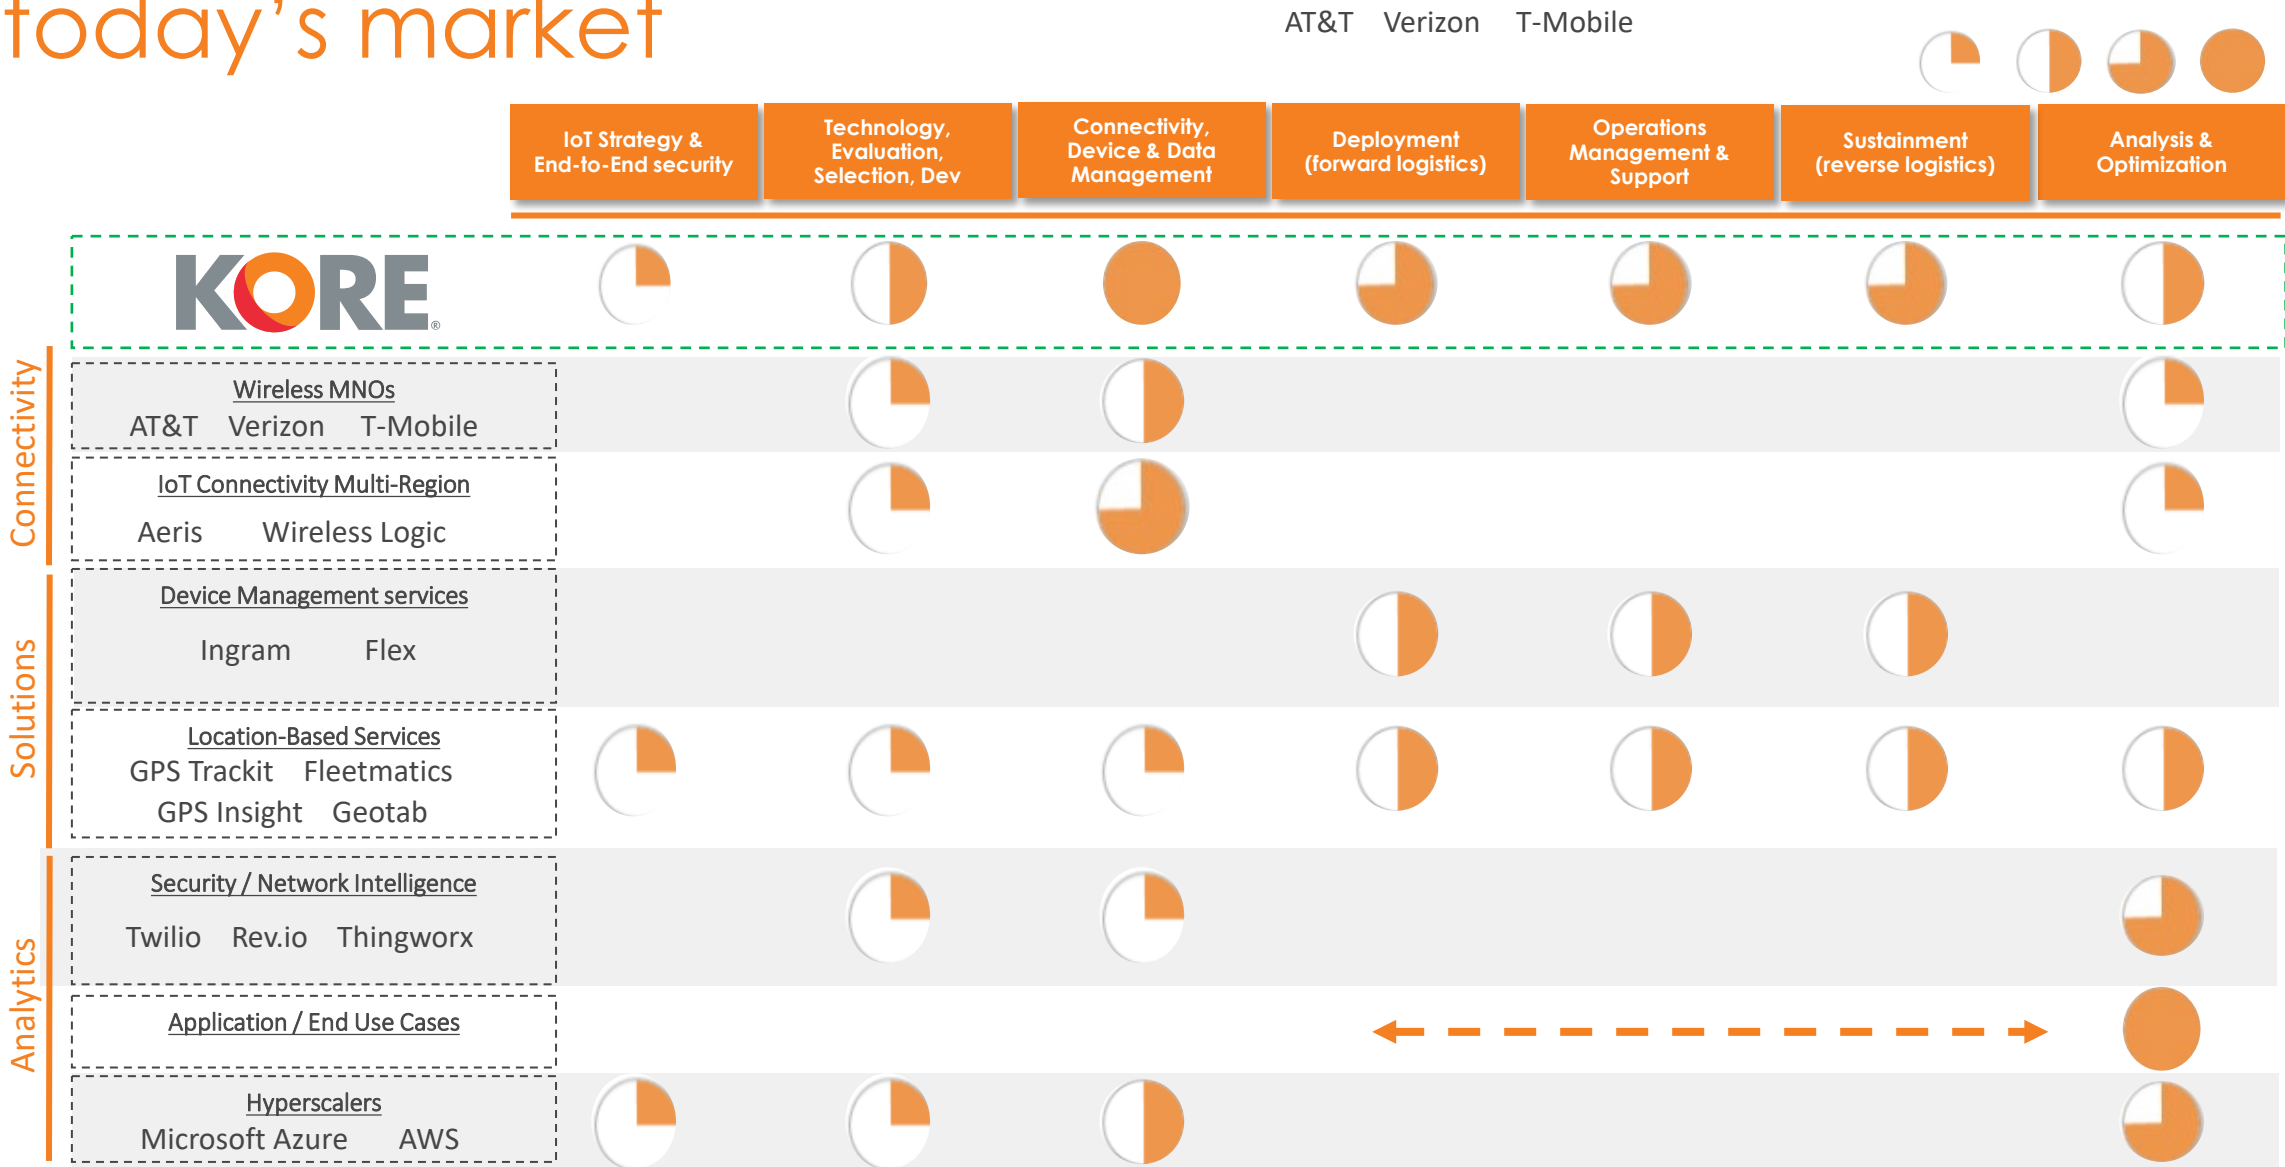 today's market
AT&T Verizon T-Mobile
IoT Strategy &
End-to-End security
Technology,
Evaluation,
Selection, Dev
Connectivity,
Device & Data
Management
Deployment
(forward logistics)
Operations
Management &
Support
Sustainment
(reverse logistics)
Analysis &
Optimization
KORE®
Connectivity
Wireless MNOs
AT&T Verizon T-Mobile
IoT Connectivity Multi-Region
Aeris Wireless Logic
Solutions
Device Management services
Ingram Flex
Location-Based Services
GPS Trackit Fleetmatics
GPS Insight Geotab
Analytics
Security / Network Intelligence
Twilio Rev.io Thingworx
Application / End Use Cases
Hyperscalers
Microsoft Azure AWS